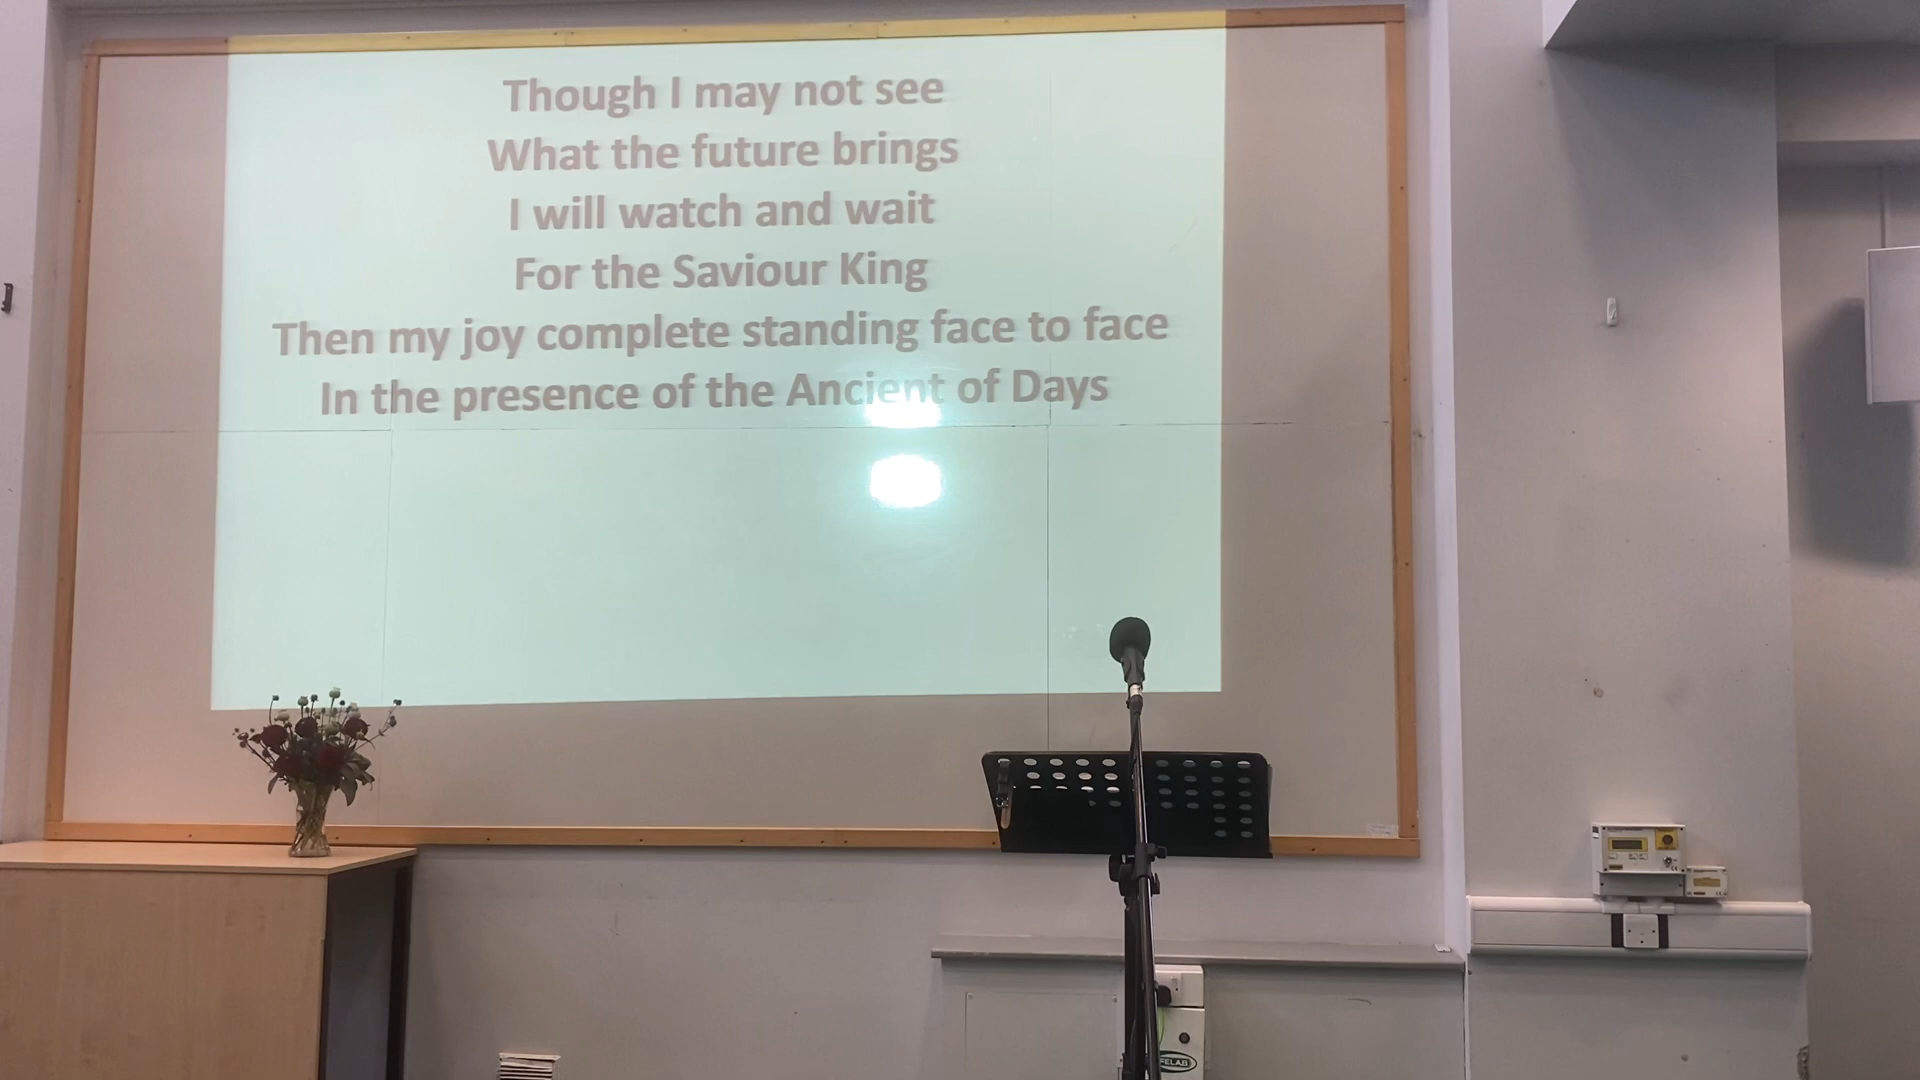 Though I may not see
What the future brings
I will watch and wait
For the Saviour King
Then my joy complete standing face to face
In the presence of the Ancient of Days